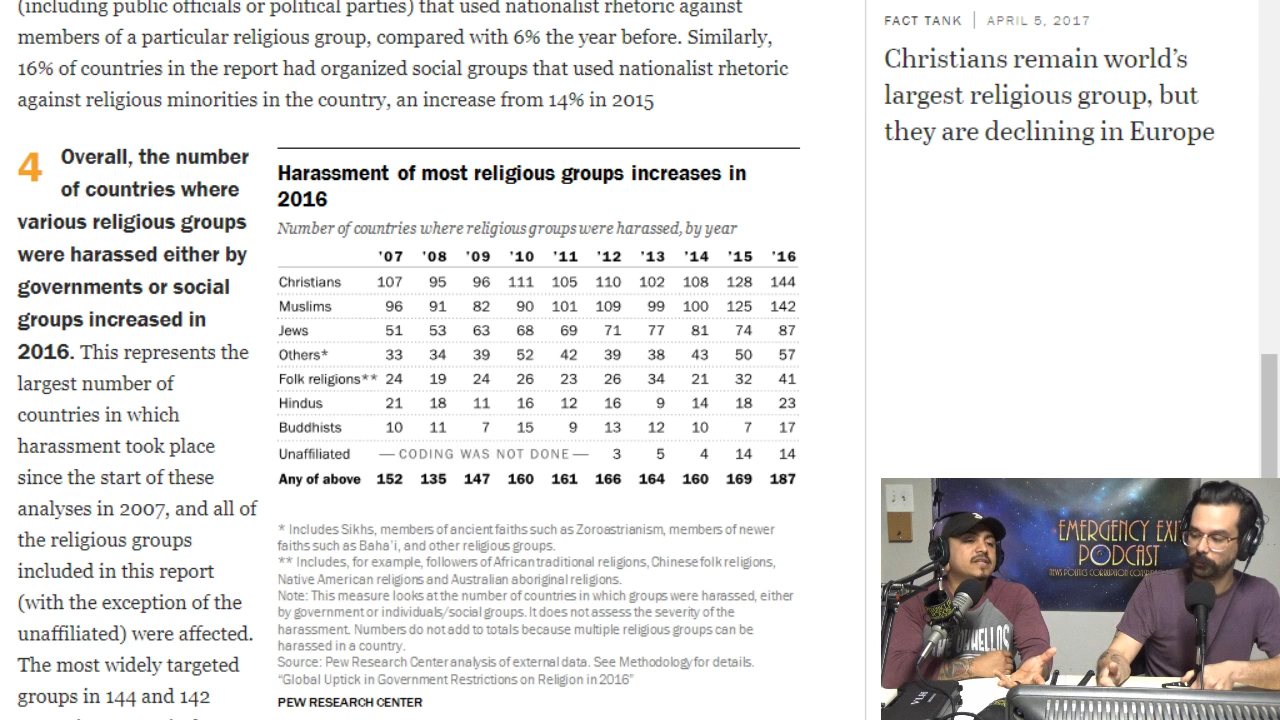 (including public officials or political parties) that used nationalist rhetoric against
members of a particular religious group, compared with 6% the year before. Similarly,
16% of countries in the report had organized social groups that used nationalist rhetoric
against religious minorities in the country, an increase from 14% in 2015
4 Overall, the number
of countries where
various religious groups
were harassed either by
governments or social
groups increased in
2016. This represents the
largest number of
countries in which
harassment took place
since the start of these
analyses in 2007, and all of
the religious groups
included in this report
(with the exception of the
unaffiliated) were affected.
The most widely targeted
groups in 144 and 142
Harassment of most religious groups increases in
2016
Number of countries where religious groups were harassed, by year
'07 '08 '09 '10 '11 '12 '13 '14 '15 '16
Christians 107 95 96 111 105 110 102 108 128 144
Muslims 96 91 82 90 101 109 99 100 125 142
Jews 51 53 63 68 69 71 77 81 74 87
Others* 33 34 39 52 42 39 38 43 50 57
Folk religions** 24 19 24 26 23 26 34 21 32 41
Hindus 21 18 11 16 12 16 9 14 18 23
Buddhists 10 11 7 15 9 13 12 10 7 17
Unaffiliated — CODING WAS NOT DONE — 3 5 4 14 14
Any of above 152 135 147 160 161 166 164 160 169 187
* Includes Sikhs, members of ancient faiths such as Zoroastrianism, members of newer
faiths such as Baha'i, and other religious groups.
** Includes, for example, followers of African traditional religions, Chinese folk religions,
Native American religions and Australian aboriginal religions.
Note: This measure looks at the number of countries in which groups were harassed, either
by government or individuals/social groups. It does not assess the severity of the
harassment. Numbers do not add to totals because multiple religious groups can be
harassed in a country.
Source: Pew Research Center analysis of external data. See Methodology for details.
“Global Uptick in Government Restrictions on Religion in 2016”
PEW RESEARCH CENTER
FACT TANK | APRIL 5, 2017
Christians remain world’s
largest religious group, but
they are declining in Europe
EMERGENCY EXI
PODCAST
NEWS POLITICS CORRUPTION